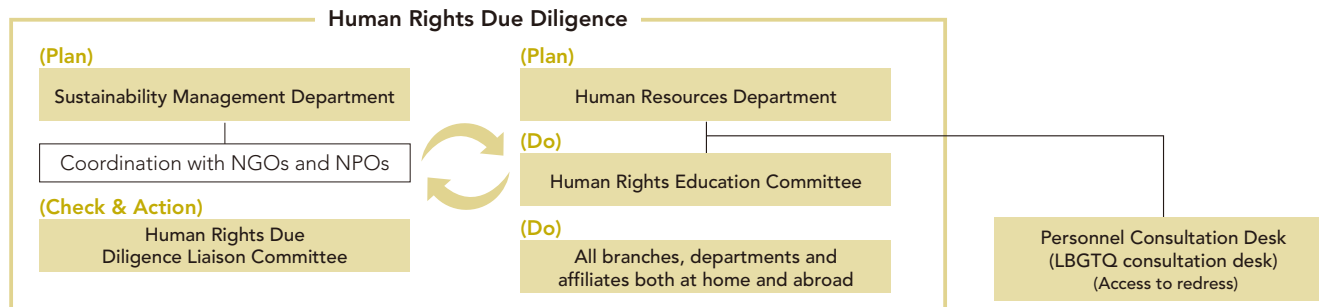 Human Rights Due Diligence
(Plan)
Sustainability Management Department
Coordination with NGOs and NPOs
(Check & Action)
Human Rights Due
Diligence Liaison Committee
(Plan)
Human Resources Department
(Do)
Human Rights Education Committee
(Do)
All branches, departments and
affiliates both at home and abroad
Personnel Consultation Desk
(LBGTQ consultation desk)
(Access to redress)